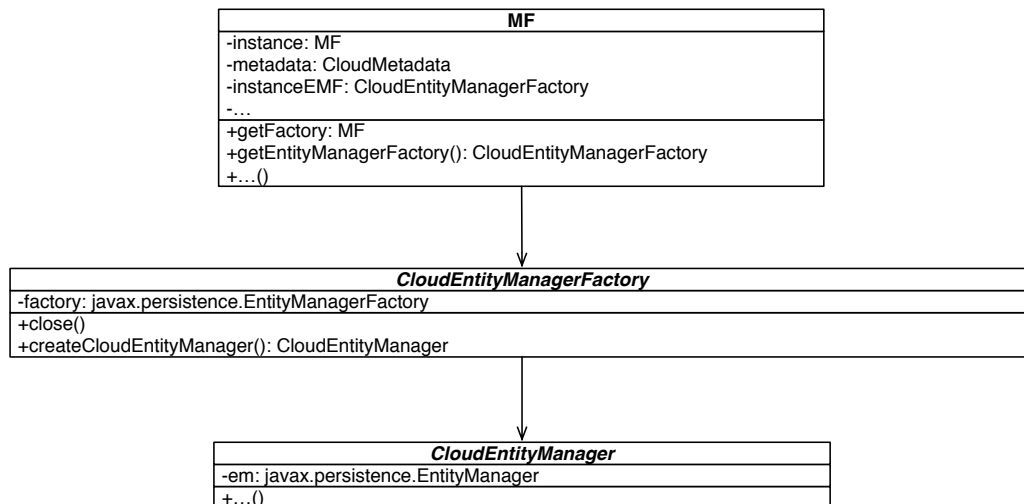 MF
-instance: MF
-metadata: CloudMetadata
-instanceEMF: CloudEntityManagerFactory
-…
+getFactory: MF
+getEntityManagerFactory(): CloudEntityManagerFactory
+…()
CloudEntityManagerFactory
-factory: javax.persistence.EntityManagerFactory
+close()
+createCloudEntityManager(): CloudEntityManager
CloudEntityManager
-em: javax.persistence.EntityManager
+…()